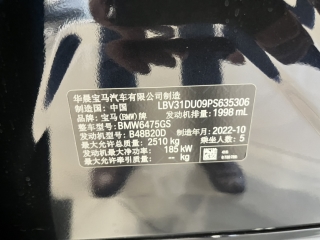 华晨宝马汽车有限公司制造
制造国：中国 LBV31DU09PS635306
品牌：宝马(BMW)牌 发动机排量：1998 mL
整车型号：BMW6475GS
发动机型号：B48B20D 制造年月：2022-10
最大允许总质量：2510 kg 乘坐人数：5
发动机最大净功率：185 kW
最大允许牵引质量：-- kg